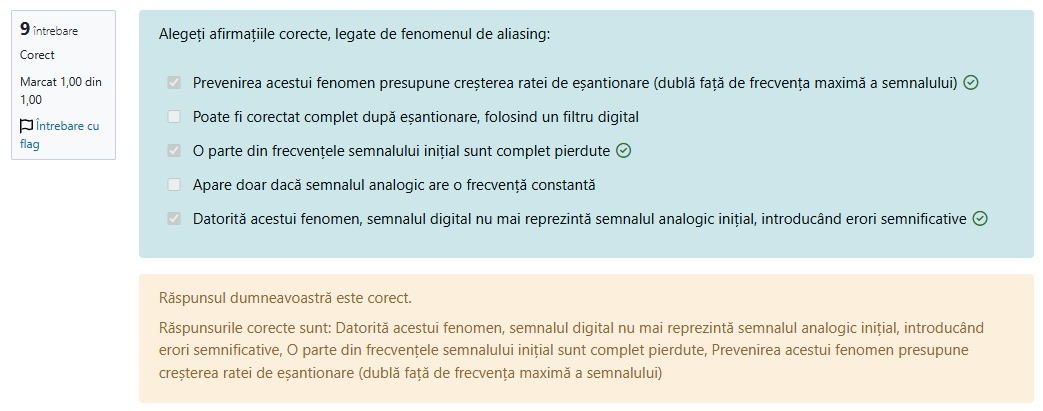 9 întrebare
Corect
Marcat 1,00 din
1,00
Întrebare cu
flag
Alegeți afirmațiile corecte, legate de fenomenul de aliasing:
Prevenirea acestui fenomen presupune creșterea ratei de eșantionare (dublă față de frecvența maximă a semnalului)
Poate fi corectat complet după eșantionare, folosind un filtru digital
O parte din frecvențele semnalului inițial sunt complet pierdute
Apare doar dacă semnalul analogic are o frecvență constantă
Datorită acestui fenomen, semnalul digital nu mai reprezintă semnalul analogic inițial, introducând erori semnificative
Răspunsul dumneavoastră este corect.
Răspunsurile corecte sunt: Datorită acestui fenomen, semnalul digital nu mai reprezintă semnalul analogic inițial, introducând
erori semnificative, O parte din frecvențele semnalului inițial sunt complet pierdute, Prevenirea acestui fenomen presupune
creșterea ratei de eșantionare (dublă față de frecvența maximă a semnalului)